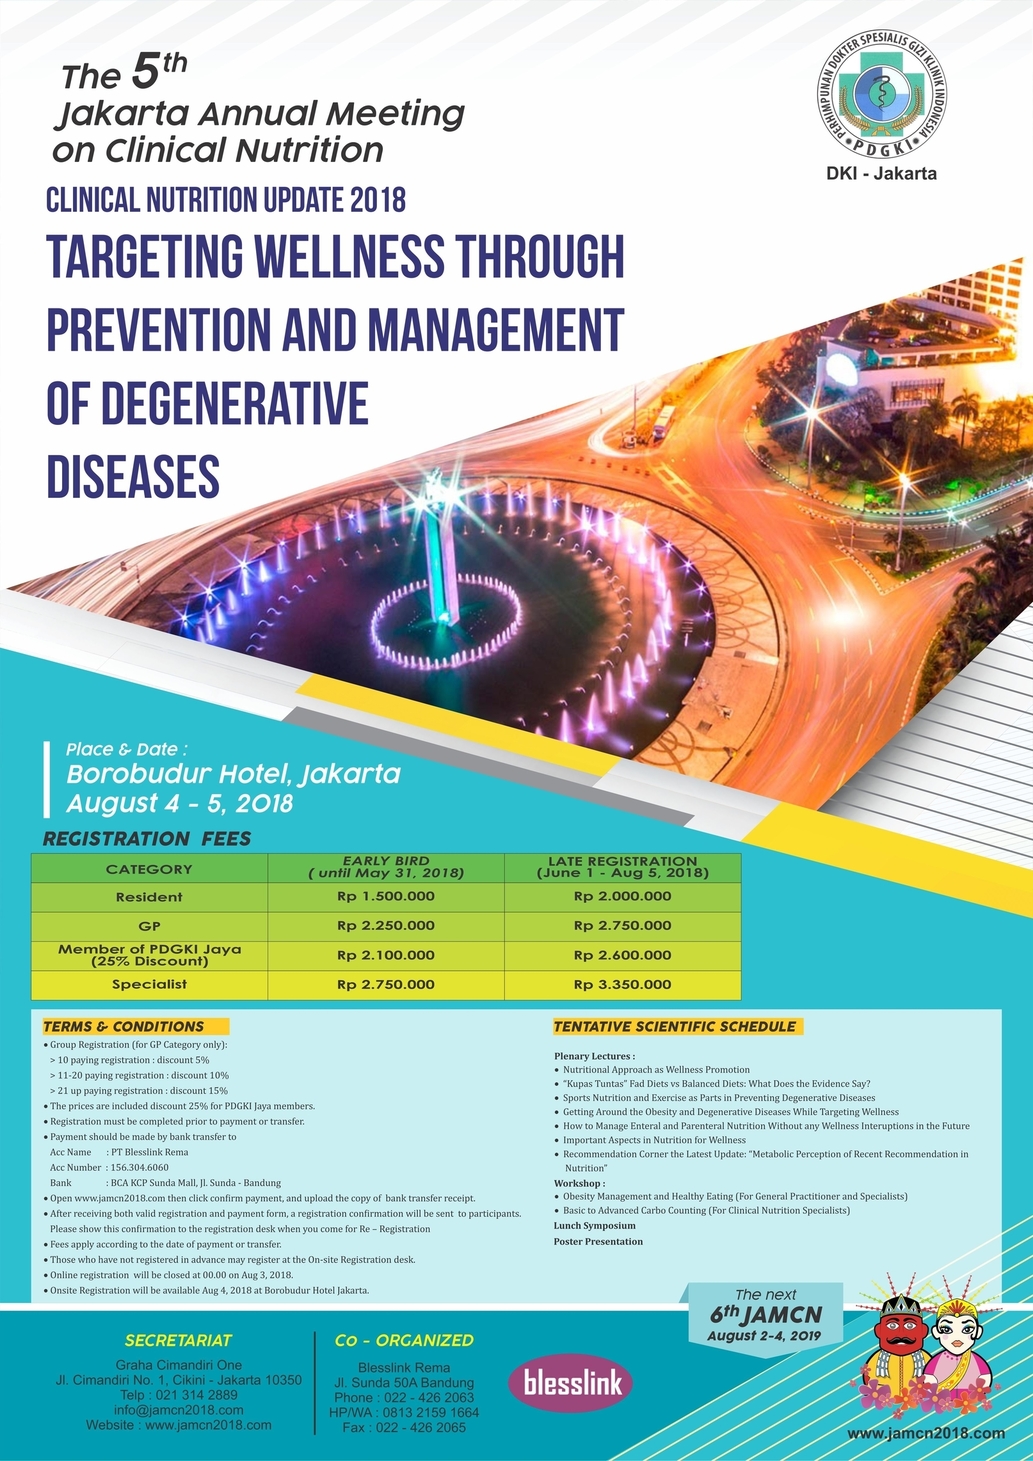 The 5th
Jakarta Annual Meeting
on Clinical Nutrition
PERHIMPUNAN DOKTER SPESIALIS GIZI KLINIK INDONESIA
• PDGKI •
DKI - Jakarta
CLINICAL NUTRITION UPDATE 2018
TARGETING WELLNESS THROUGH
PREVENTION AND MANAGEMENT
OF DEGENERATIVE
DISEASES
Place & Date :
Borobudur Hotel, Jakarta
August 4 - 5, 2018
REGISTRATION FEES
CATEGORY
EARLY BIRD
( until May 31, 2018)
LATE REGISTRATION
(June 1 - Aug 5, 2018)
Resident Rp 1.500.000 Rp 2.000.000
GP Rp 2.250.000 Rp 2.750.000
Member of PDGKI Jaya
(25% Discount) Rp 2.100.000 Rp 2.600.000
Specialist Rp 2.750.000 Rp 3.350.000
TERMS & CONDITIONS
• Group Registration (for GP Category only):
> 10 paying registration : discount 5%
> 11-20 paying registration : discount 10%
> 21 up paying registration : discount 15%
• The prices are included discount 25% for PDGKI Jaya members.
• Registration must be completed prior to payment or transfer.
• Payment should be made by bank transfer to
Acc Name : PT Blesslink Rema
Acc Number : 156.304.6060
Bank : BCA KCP Sunda Mall, Jl. Sunda - Bandung
• Open www.jamcn2018.com then click confirm payment, and upload the copy of bank transfer receipt.
• After receiving both valid registration and payment form, a registration confirmation will be sent to participants.
Please show this confirmation to the registration desk when you come for Re – Registration
• Fees apply according to the date of payment or transfer.
• Those who have not registered in advance may register at the On-site Registration desk.
• Online registration will be closed at 00.00 on Aug 3, 2018.
• Onsite Registration will be available Aug 4, 2018 at Borobudur Hotel Jakarta.
TENTATIVE SCIENTIFIC SCHEDULE
Plenary Lectures :
• Nutritional Approach as Wellness Promotion
• “Kupas Tuntas” Fad Diets vs Balanced Diets: What Does the Evidence Say?
• Sports Nutrition and Exercise as Parts in Preventing Degenerative Diseases
• Getting Around the Obesity and Degenerative Diseases While Targeting Wellness
• How to Manage Enteral and Parenteral Nutrition Without any Wellness Interuptions in the Future
• Important Aspects in Nutrition for Wellness
• Recommendation Corner the Latest Update: “Metabolic Perception of Recent Recommendation in
Nutrition”
Workshop :
• Obesity Management and Healthy Eating (For General Practitioner and Specialists)
• Basic to Advanced Carbo Counting (For Clinical Nutrition Specialists)
Lunch Symposium
Poster Presentation
The next
6th JAMCN
August 2-4, 2019
SECRETARIAT
Graha Cimandiri One
Jl. Cimandiri No. 1, Cikini - Jakarta 10350
Telp : 021 314 2889
info@jamcn2018.com
Website : www.jamcn2018.com
Co - ORGANIZED
Blesslink Rema
Jl. Sunda 50A Bandung
Phone : 022 - 426 2063
HP/WA : 0813 2159 1664
Fax : 022 - 426 2065
blesslink
www.jamcn2018.com